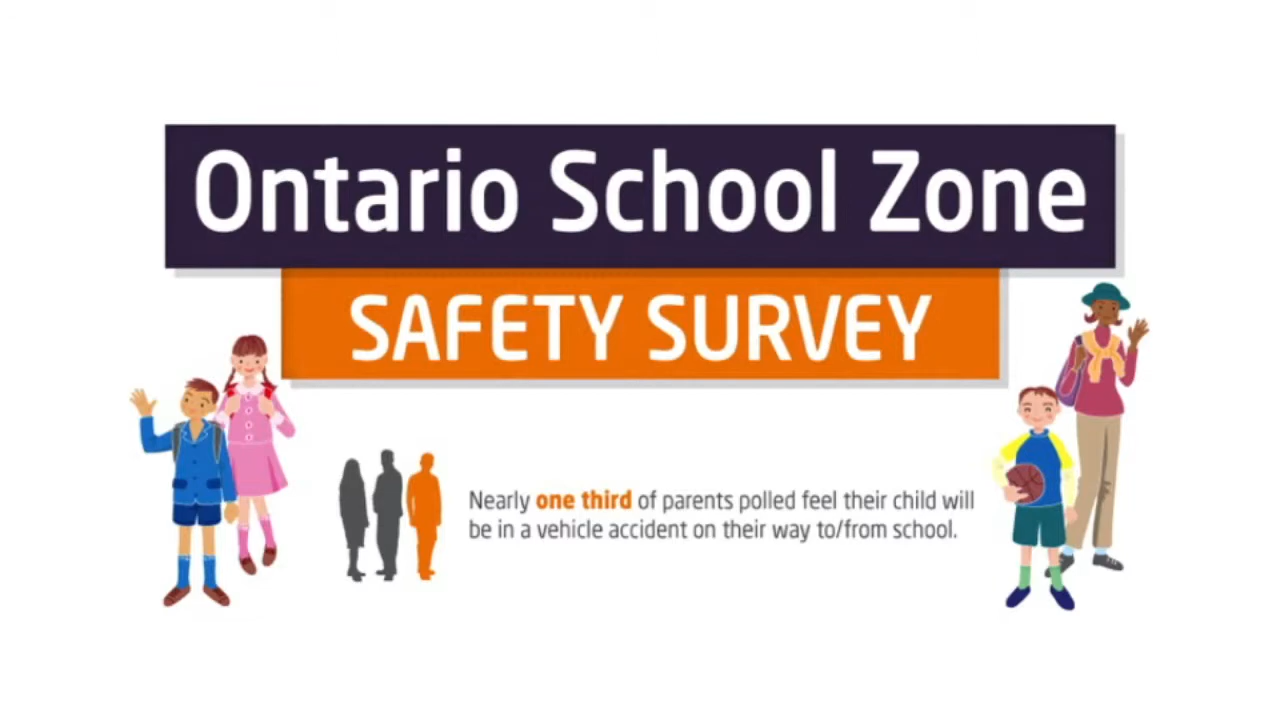 Ontario School Zone
SAFETY SURVEY
Nearly one third of parents polled feel their child will
be in a vehicle accident on their way to/from school.